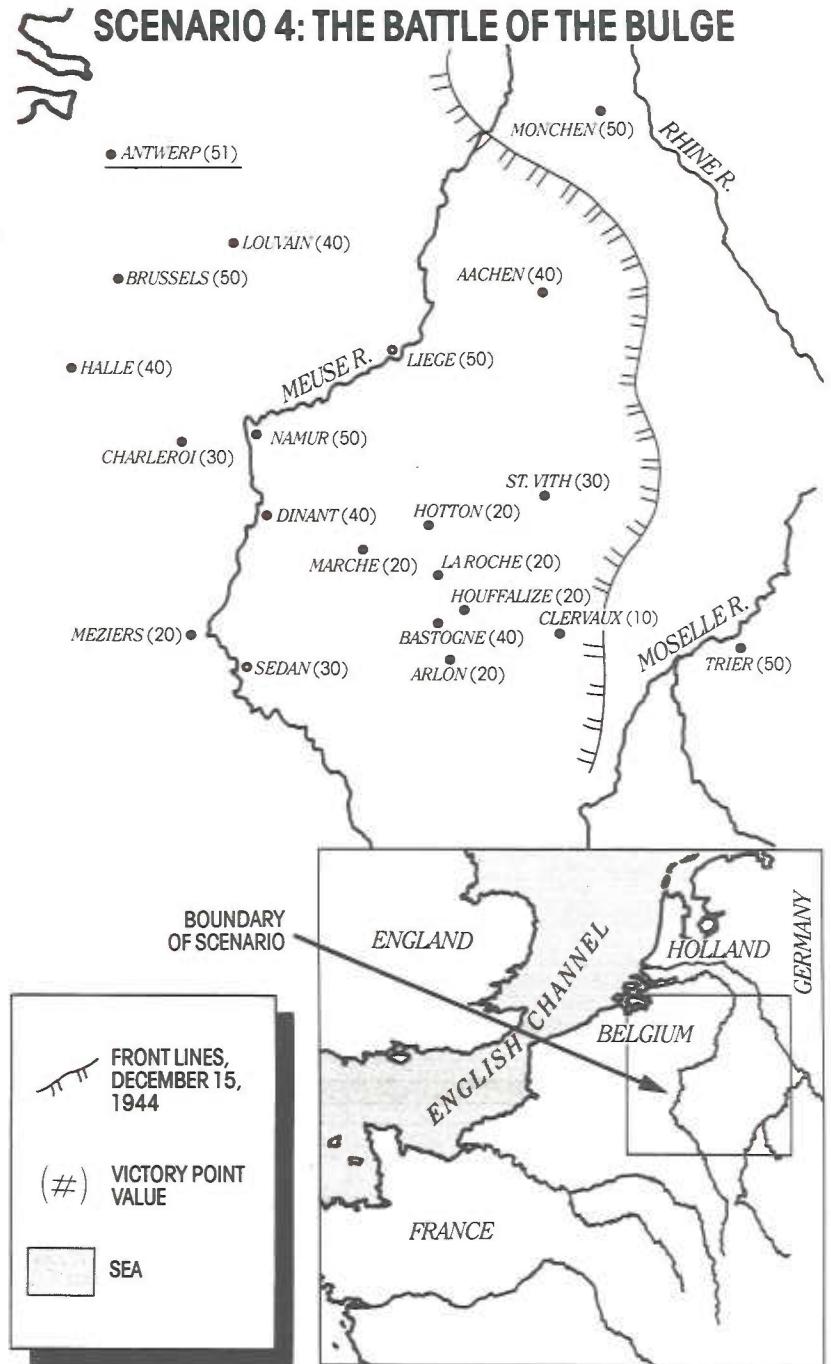 SCENARIO 4: THE BATTLE OF THE BULGE
MONCHEN (50)
RHINE R.
ANTWERP (51)
LOUVAIN (40)
BRUSSELS (50)
AACHEN (40)
MEUSE R.
LIEGE (50)
HALLE (40)
NAMUR (50)
CHARLEROI (30)
ST. VITH (30)
DINANT (40)
HOTTON (20)
MARCHE (20)
LA ROCHE (20)
HOUFFALIZE (20)
CLERVAUX (10)
MEZIERS (20)
BASTOGNE (40)
MOSELLE R.
SEDAN (30)
ARLON (20)
TRIER (50)
BOUNDARY
OF SCENARIO
ENGLAND
HOLLAND
GERMANY
ENGLISH CHANNEL
BELGIUM
FRANCE
FRONT LINES,
DECEMBER 15,
1944
(#) VICTORY POINT
VALUE
SEA